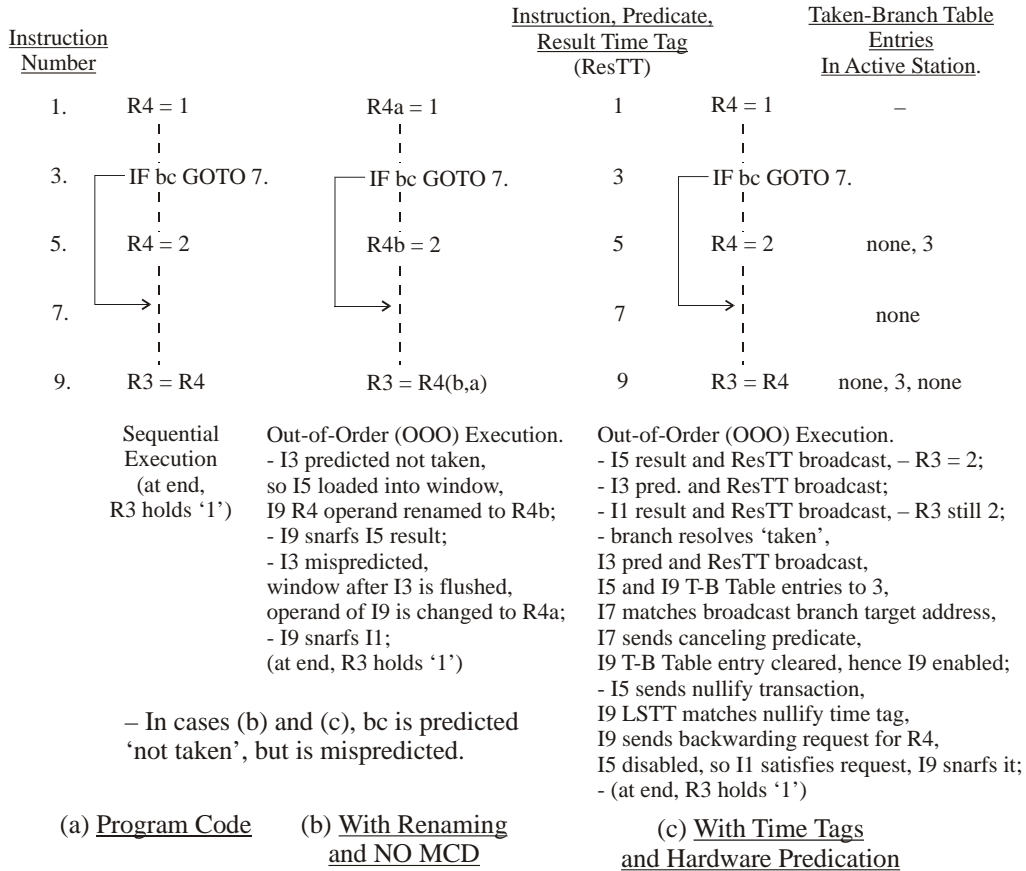 Instruction
Number
Instruction, Predicate,
Result Time Tag
(ResTT)
Taken-Branch Table
Entries
In Active Station.
1. R4 = 1 R4a = 1 1 R4 = 1 –
3. IF bc GOTO 7. IF bc GOTO 7. 3 IF bc GOTO 7.
5. R4 = 2 R4b = 2 5 R4 = 2 none, 3
7. 7 none
9. R3 = R4 R3 = R4(b,a) 9 R3 = R4 none, 3, none
Sequential
Execution
(at end,
R3 holds ‘1’)
Out-of-Order (OOO) Execution.
- I3 predicted not taken,
so I5 loaded into window,
I9 R4 operand renamed to R4b;
- I9 snarfs I5 result;
- I3 mispredicted,
window after I3 is flushed,
operand of I9 is changed to R4a;
- I9 snarfs I1;
(at end, R3 holds ‘1’)
Out-of-Order (OOO) Execution.
- I5 result and ResTT broadcast, – R3 = 2;
- I3 pred. and ResTT broadcast;
- I1 result and ResTT broadcast, – R3 still 2;
- branch resolves ‘taken’,
I3 pred and ResTT broadcast,
I5 and I9 T-B Table entries to 3,
I7 matches broadcast branch target address,
I7 sends canceling predicate,
I9 T-B Table entry cleared, hence I9 enabled;
- I5 sends nullify transaction,
I9 LSTT matches nullify time tag,
I9 sends backwarding request for R4,
I5 disabled, so I1 satisfies request, I9 snarfs it;
- (at end, R3 holds ‘1’)
– In cases (b) and (c), bc is predicted
‘not taken’, but is mispredicted.
(a) Program Code
(b) With Renaming
and NO MCD
(c) With Time Tags
and Hardware Predication